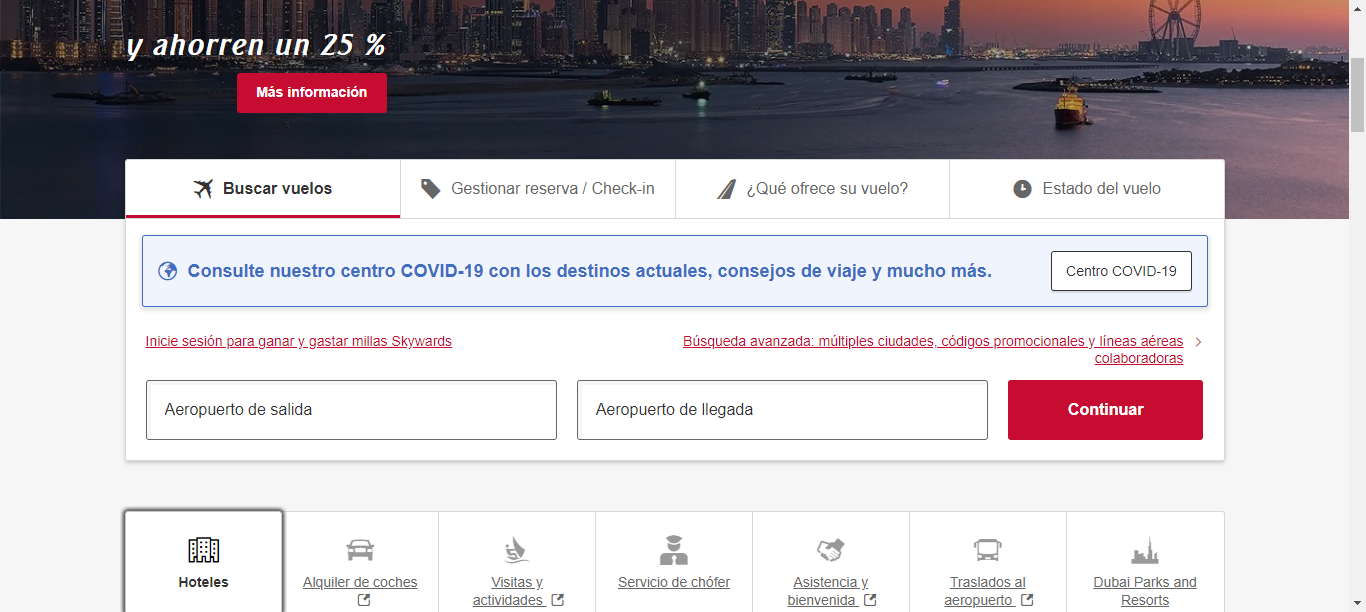 y ahorren un 25 %
Más información
Buscar vuelos
Gestionar reserva / Check-in
¿Qué ofrece su vuelo?
Estado del vuelo
Consulte nuestro centro COVID-19 con los destinos actuales, consejos de viaje y mucho más.
Centro COVID-19
Inicie sesión para ganar y gastar millas Skywards
Búsqueda avanzada: múltiples ciudades, códigos promocionales y líneas aéreas
colaboradoras
Aeropuerto de salida
Aeropuerto de llegada
Continuar
Hoteles
Alquiler de coches
Visitas y
actividades
Servicio de chófer
Asistencia y
bienvenida
Traslados al
aeropuerto
Dubai Parks and
Resorts